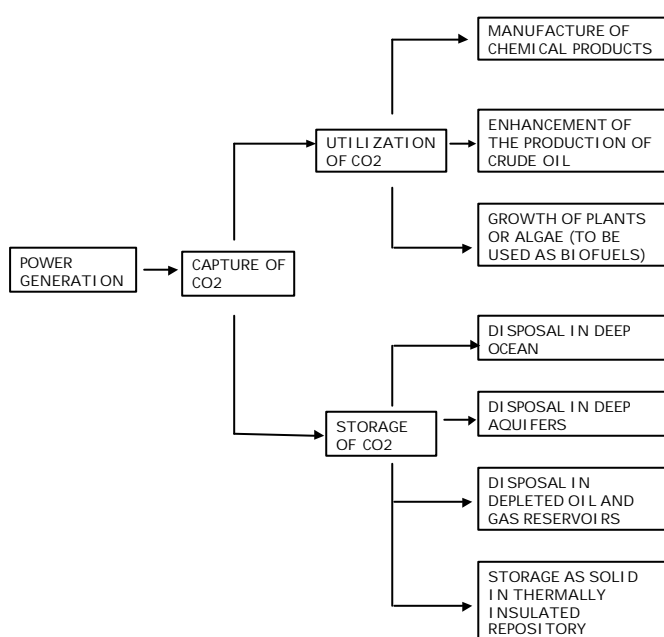 MANUFACTURE OF
CHEMICAL PRODUCTS
UTILIZATION
OF CO2
ENHANCEMENT OF
THE PRODUCTION OF
CRUDE OIL
GROWTH OF PLANTS
OR ALGAE (TO BE
USED AS BIOFUELS)
POWER
GENERATION
CAPTURE OF
CO2
DISPOSAL IN DEEP
OCEAN
STORAGE
OF CO2
DISPOSAL IN DEEP
AQUIFERS
DISPOSAL IN
DEPLETED OIL AND
GAS RESERVOIRS
STORAGE AS SOLID
IN THERMALLY
INSULATED
REPOSITORY